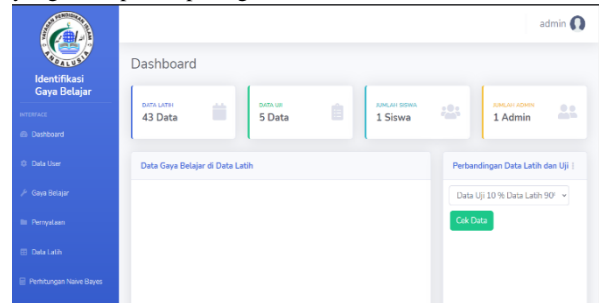 admin
ANDALUSIA
Identifikasi
Gaya Belajar
INTERFACE
Dashboard
Data User
Gaya Belajar
Pernyataan
Data Latih
Perhitungan Naive Bayes
Dashboard
DATA LATIH
43 Data
DATA UJI
5 Data
JUMLAH SISWA
1 Siswa
JUMLAH ADMIN
1 Admin
Data Gaya Belajar di Data Latih
Perbandingan Data Latih dan Uji
Data Uji 10 % Data Latih 90
Cek Data